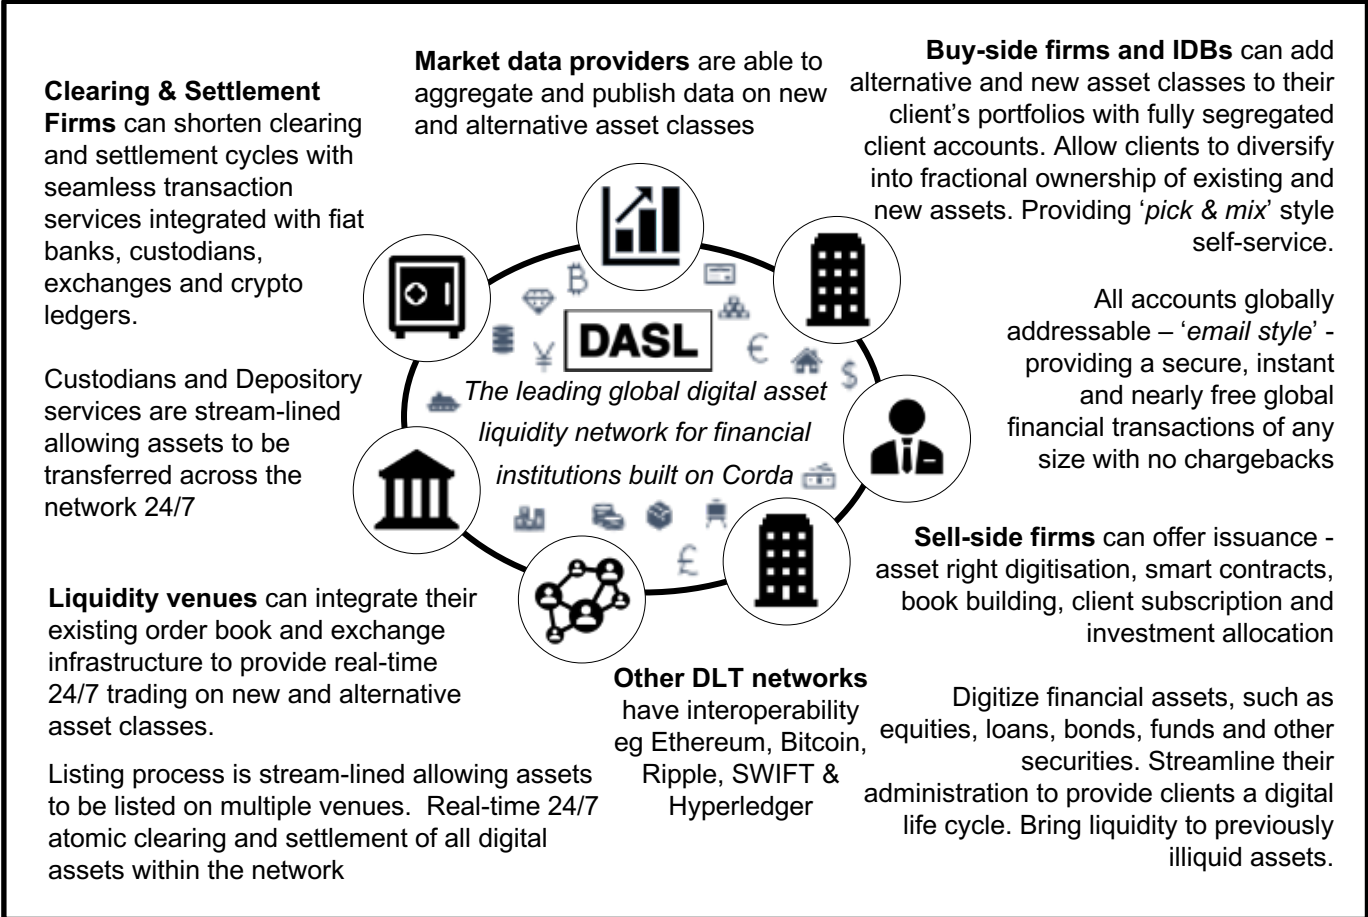 Clearing & Settlement
Firms can shorten clearing
and settlement cycles with
seamless transaction
services integrated with fiat
banks, custodians,
exchanges and crypto
ledgers.
Custodians and Depository
services are stream-lined
allowing assets to be
transferred across the
network 24/7
Market data providers are able to
aggregate and publish data on new
and alternative asset classes
Buy-side firms and IDBs can add
alternative and new asset classes to their
client’s portfolios with fully segregated
client accounts. Allow clients to diversify
into fractional ownership of existing and
new assets. Providing ‘pick & mix’ style
self-service.
All accounts globally
addressable – ‘email style’ -
providing a secure, instant
and nearly free global
financial transactions of any
size with no chargebacks
DASL
The leading global digital asset
liquidity network for financial
institutions built on Corda
Sell-side firms can offer issuance -
asset right digitisation, smart contracts,
book building, client subscription and
investment allocation
Digitize financial assets, such as
equities, loans, bonds, funds and other
securities. Streamline their
administration to provide clients a digital
life cycle. Bring liquidity to previously
illiquid assets.
Liquidity venues can integrate their
existing order book and exchange
infrastructure to provide real-time
24/7 trading on new and alternative
asset classes.
Listing process is stream-lined allowing assets
to be listed on multiple venues.  Real-time 24/7
atomic clearing and settlement of all digital
assets within the network
Other DLT networks
have interoperability
eg Ethereum, Bitcoin,
Ripple, SWIFT &
Hyperledger